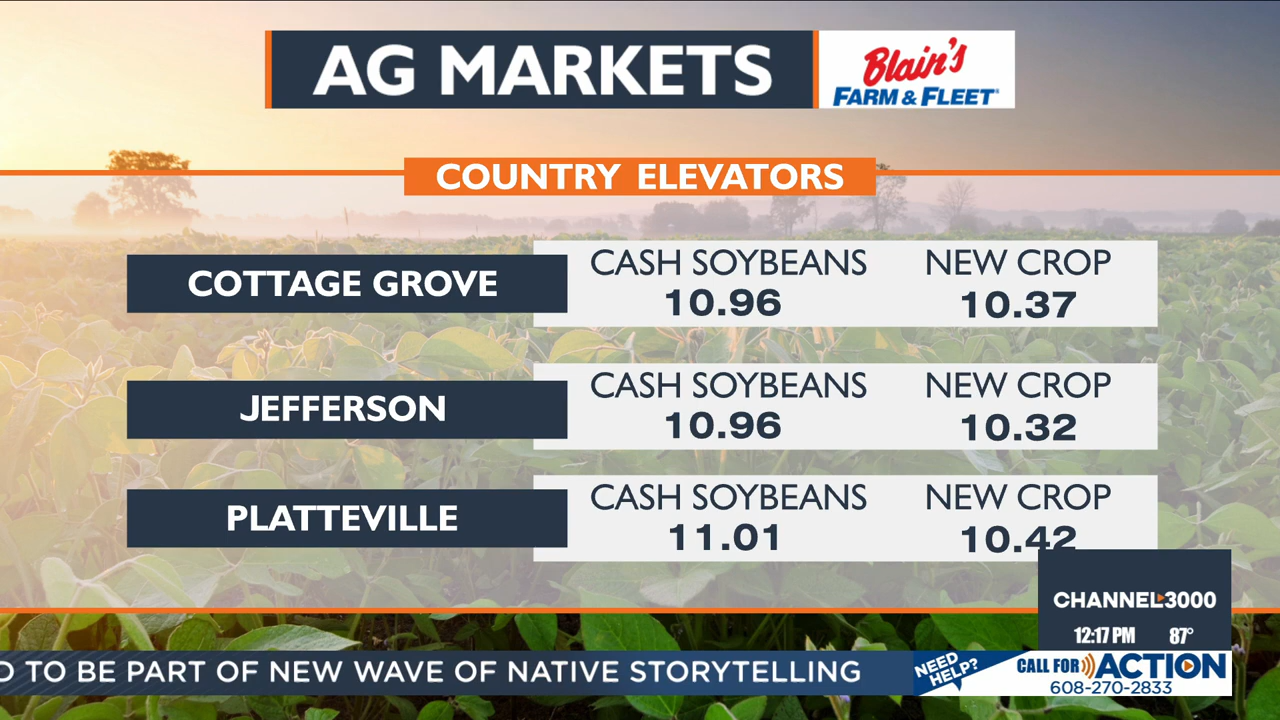 AG MARKETS
Blain's
FARM & FLEET
COUNTRY ELEVATORS
COTTAGE GROVE
CASH SOYBEANS
NEW CROP
10.96
10.37
JEFFERSON
CASH SOYBEANS
NEW CROP
10.96
10.32
PLATTEVILLE
CASH SOYBEANS
NEW CROP
11.01
10.42
CHANNEL3000
12:17 PM 87°
D TO BE PART OF NEW WAVE OF NATIVE STORYTELLING
NEED HELP?
CALL FOR ACTION
608-270-2833